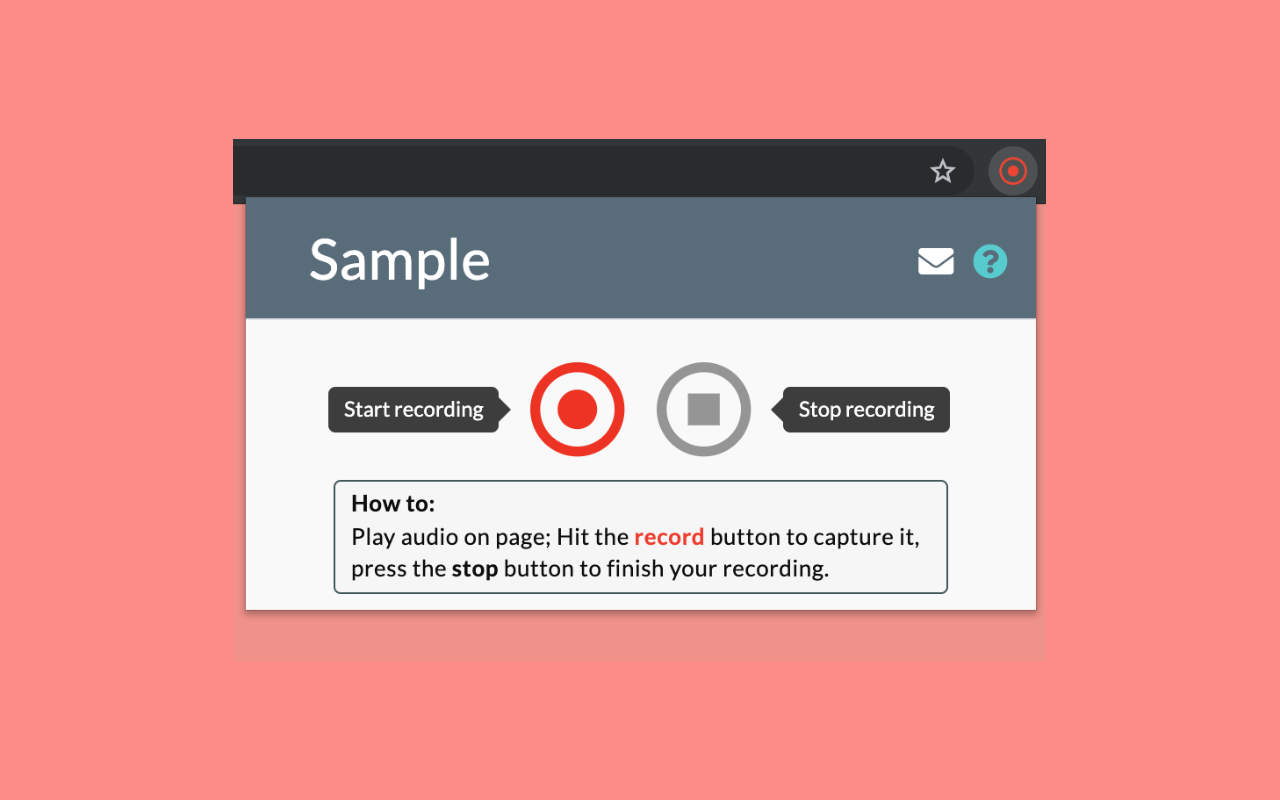 Sample
Start recording
Stop recording
How to:
Play audio on page; Hit the record button to capture it,
press the stop button to finish your recording.